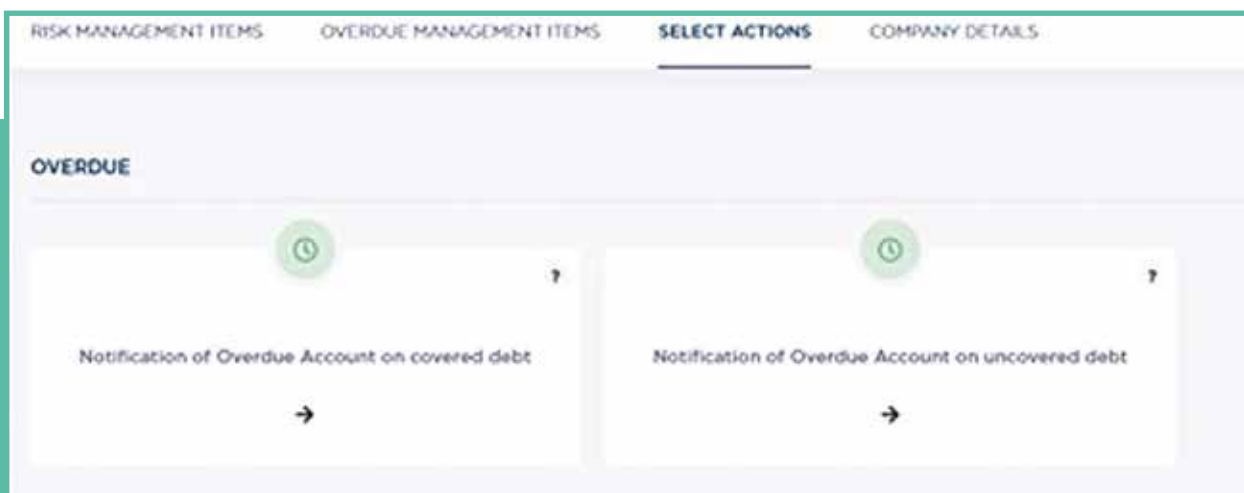 RISK MANAGEMENT ITEMS OVERDUE MANAGEMENT ITEMS SELECT ACTIONS COMPANY DETAILS
OVERDUE
? ?
Notification of Overdue Account on covered debt Notification of Overdue Account on uncovered debt